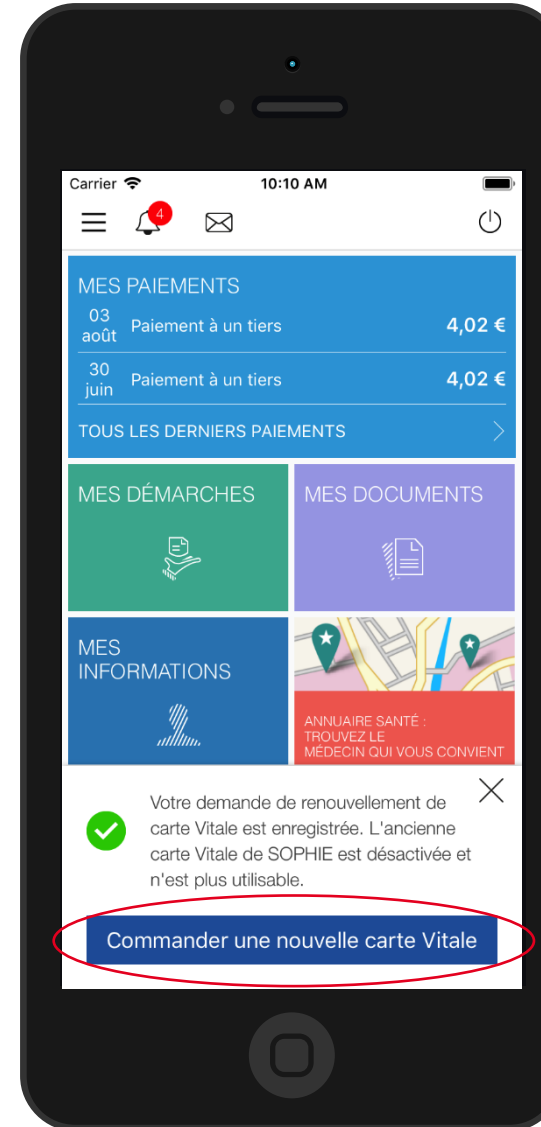 Carrier 10:10 AM
4
MES PAIEMENTS
03 août Paiement à un tiers 4,02 €
30 juin Paiement à un tiers 4,02 €
TOUS LES DERNIERS PAIEMENTS
MES DÉMARCHES
MES DOCUMENTS
MES
INFORMATIONS
ANNUAIRE SANTÉ :
TROUVEZ LE
MÉDECIN QUI VOUS CONVIENT
Votre demande de renouvellement de
carte Vitale est enregistrée. L'ancienne
carte Vitale de SOPHIE est désactivée et
n'est plus utilisable.
Commander une nouvelle carte Vitale